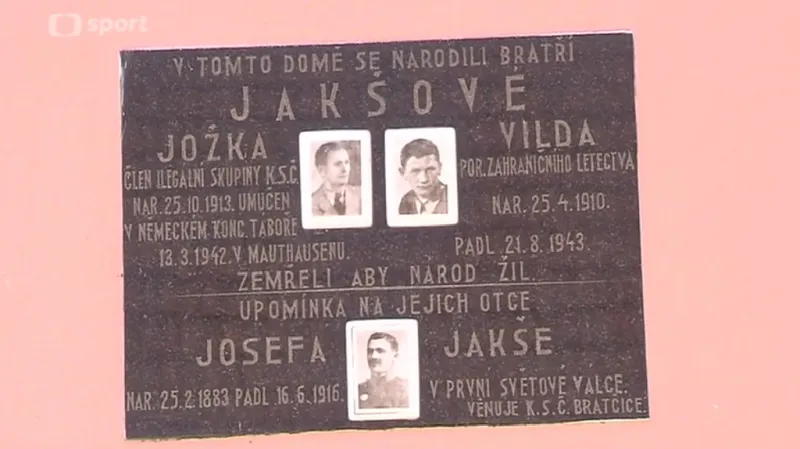 sport
V TOMTO DOMĚ SE NARODILI BRATŘI
JAKŠOVÉ
JOŽKA
ČLEN ILEGÁLNÍ SKUPINY K.S.Č.
NAR. 25.10.1913. UMUČEN
V NĚMECKÉM KONC. TÁBOŘE
13.3.1942. V MAUTHAUSENU.
VILDA
POR. ZAHRANIČNÍHO LETECTVA
NAR. 25.4.1910.
PADL 21.8.1943.
ZEMŘELI ABY NÁROD ŽIL.
UPOMÍNKA NA JEJICH OTCE
JOSEFA JAKŠE
NAR. 25.2.1883 PADL 16.6.1916. V PRVNÍ SVĚTOVÉ VÁLCE.
VĚNUJE K.S.Č. BRATČICE.